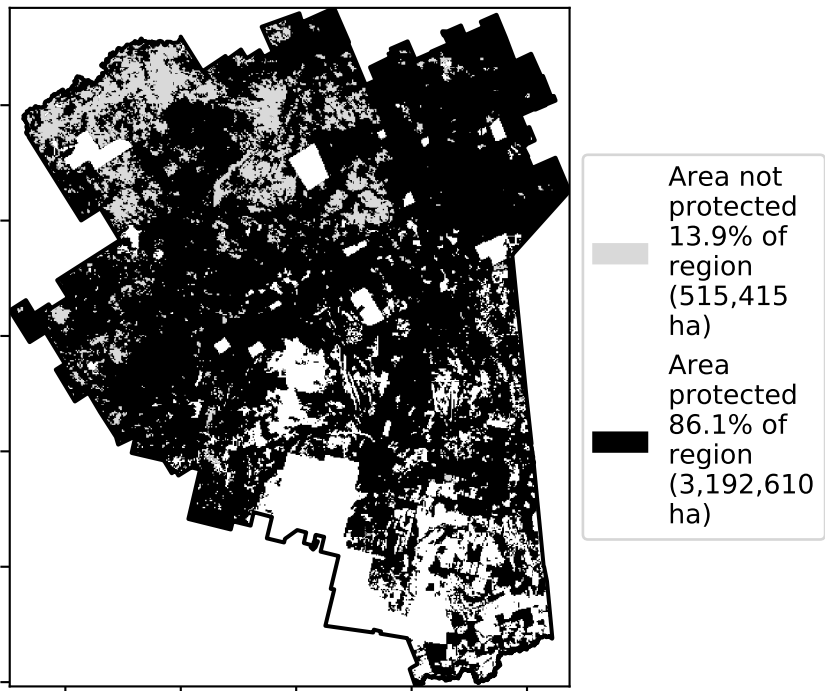 Area not
protected
13.9% of
region
(515,415
ha)
Area
protected
86.1% of
region
(3,192,610
ha)